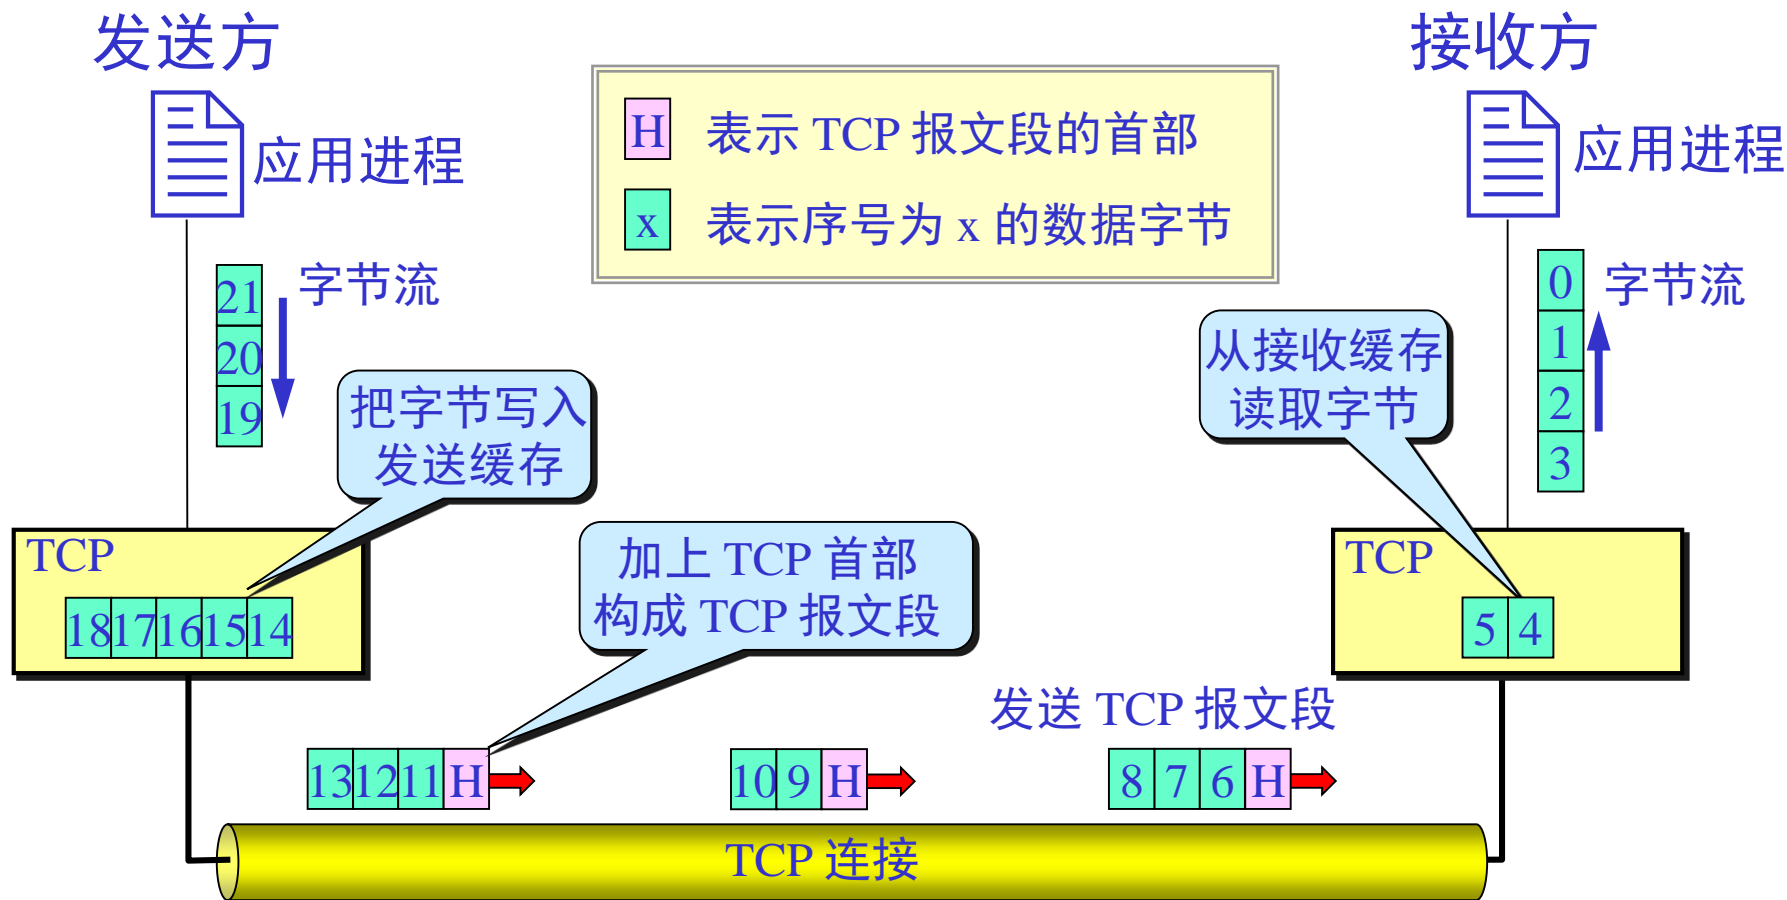 发送方
接收方
H 表示 TCP 报文段的首部
x 表示序号为 x 的数据字节
应用进程
应用进程
字节流
21
20
19
字节流
0
1
2
3
把字节写入
发送缓存
从接收缓存
读取字节
TCP
18 17 16 15 14
加上 TCP 首部
构成 TCP 报文段
TCP
5 4
发送 TCP 报文段
13 12 11 H
10 9 H
8 7 6 H
TCP 连接